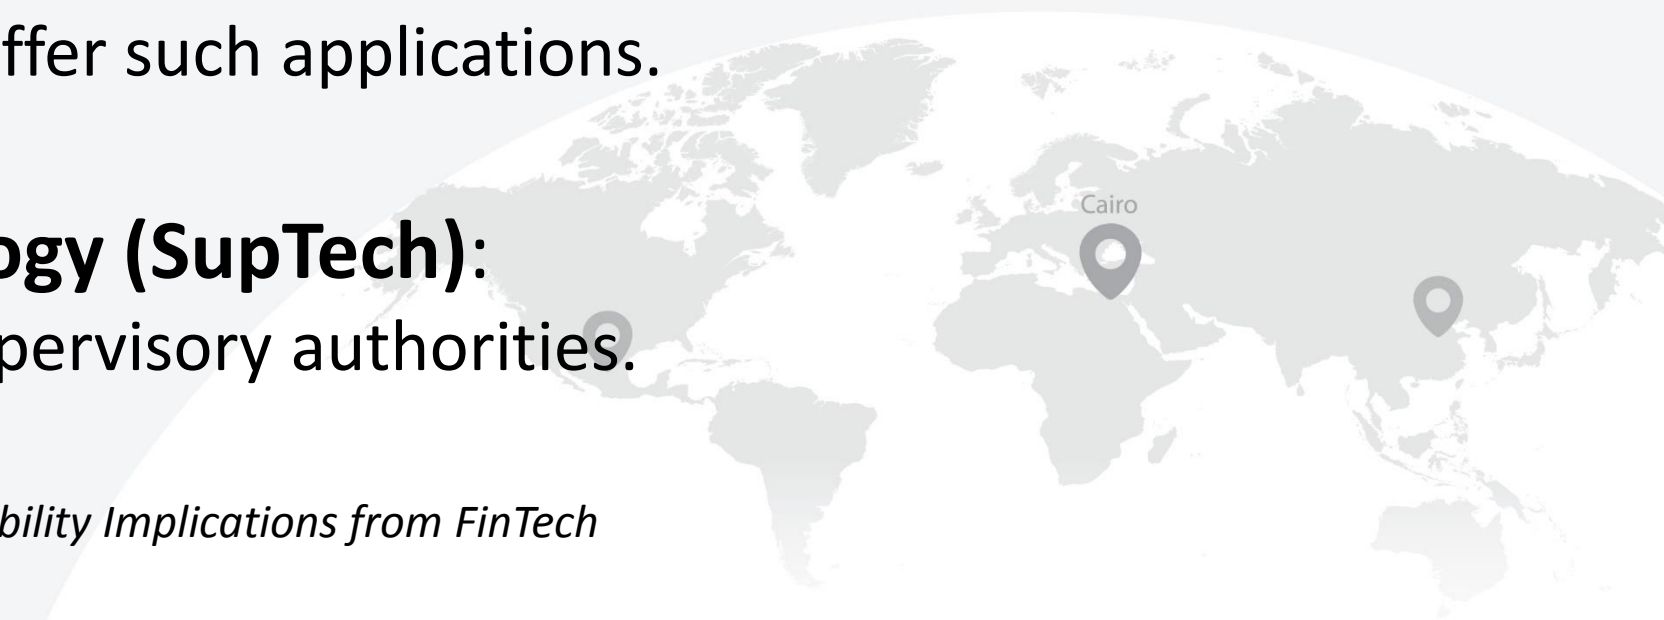 ffer such applications.
Cairo
ogy (SupTech):
pervisory authorities.
bility Implications from FinTech